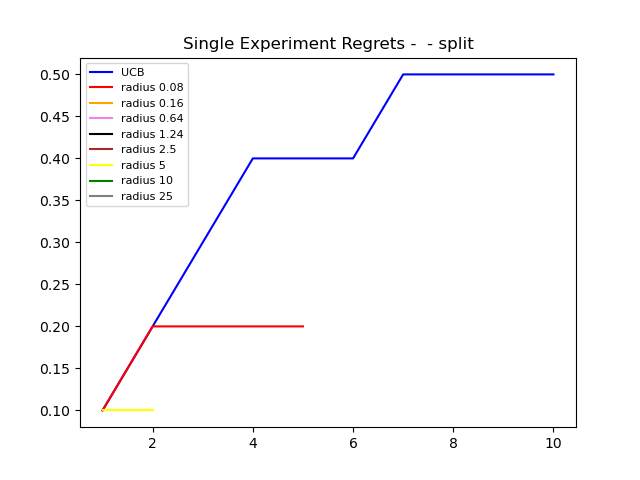 Single Experiment Regrets -  - split
UCB
radius 0.08
radius 0.16
radius 0.64
radius 1.24
radius 2.5
radius 5
radius 10
radius 25
0.50
0.45
0.40
0.35
0.30
0.25
0.20
0.15
0.10
2 4 6 8 10